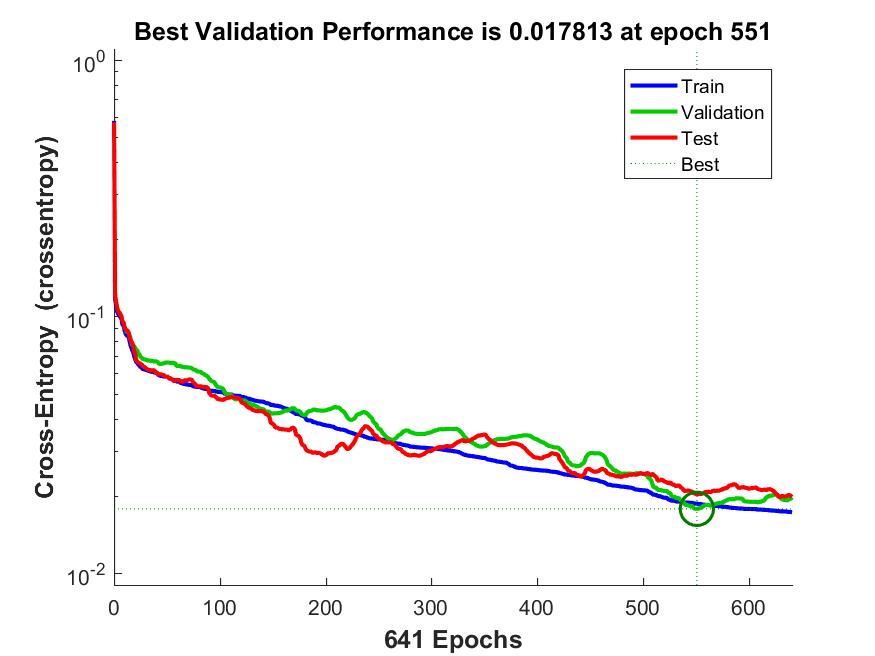 Best Validation Performance is 0.017813 at epoch 551
Cross-Entropy (crossentropy)
10^0
10^-1
10^-2
Train
Validation
Test
Best
0 100 200 300 400 500 600
641 Epochs